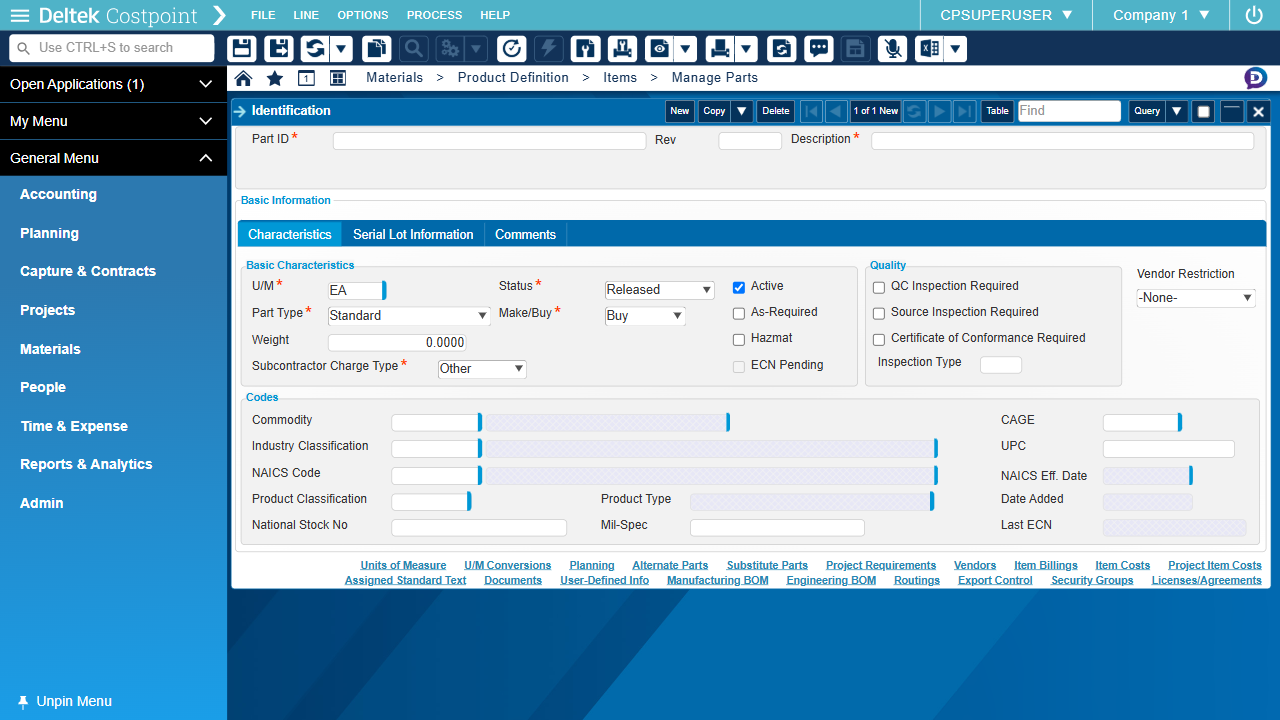 Deltek Costpoint FILE LINE OPTIONS PROCESS HELP CPSUPERUSER Company 1
Use CTRL+S to search
Open Applications (1)
My Menu
General Menu
Accounting
Planning
Capture & Contracts
Projects
Materials
People
Time & Expense
Reports & Analytics
Admin
Unpin Menu
1 Materials > Product Definition > Items > Manage Parts D
Identification New Copy Delete 1 of 1 New Table Find Query
Part ID * Rev Description *
Basic Information
Characteristics Serial Lot Information Comments
Basic Characteristics
U/M * EA Status * Released Active
Part Type * Standard Make/Buy * Buy As-Required
Weight 0.0000 Hazmat
Subcontractor Charge Type * Other ECN Pending
Quality
QC Inspection Required
Source Inspection Required
Certificate of Conformance Required
Inspection Type
Vendor Restriction
-None-
Codes
Commodity CAGE
Industry Classification UPC
NAICS Code NAICS Eff. Date
Product Classification Product Type Date Added
National Stock No Mil-Spec Last ECN
Units of Measure U/M Conversions Planning Alternate Parts Substitute Parts Project Requirements Vendors Item Billings Item Costs Project Item Costs
Assigned Standard Text Documents User-Defined Info Manufacturing BOM Engineering BOM Routings Export Control Security Groups Licenses/Agreements